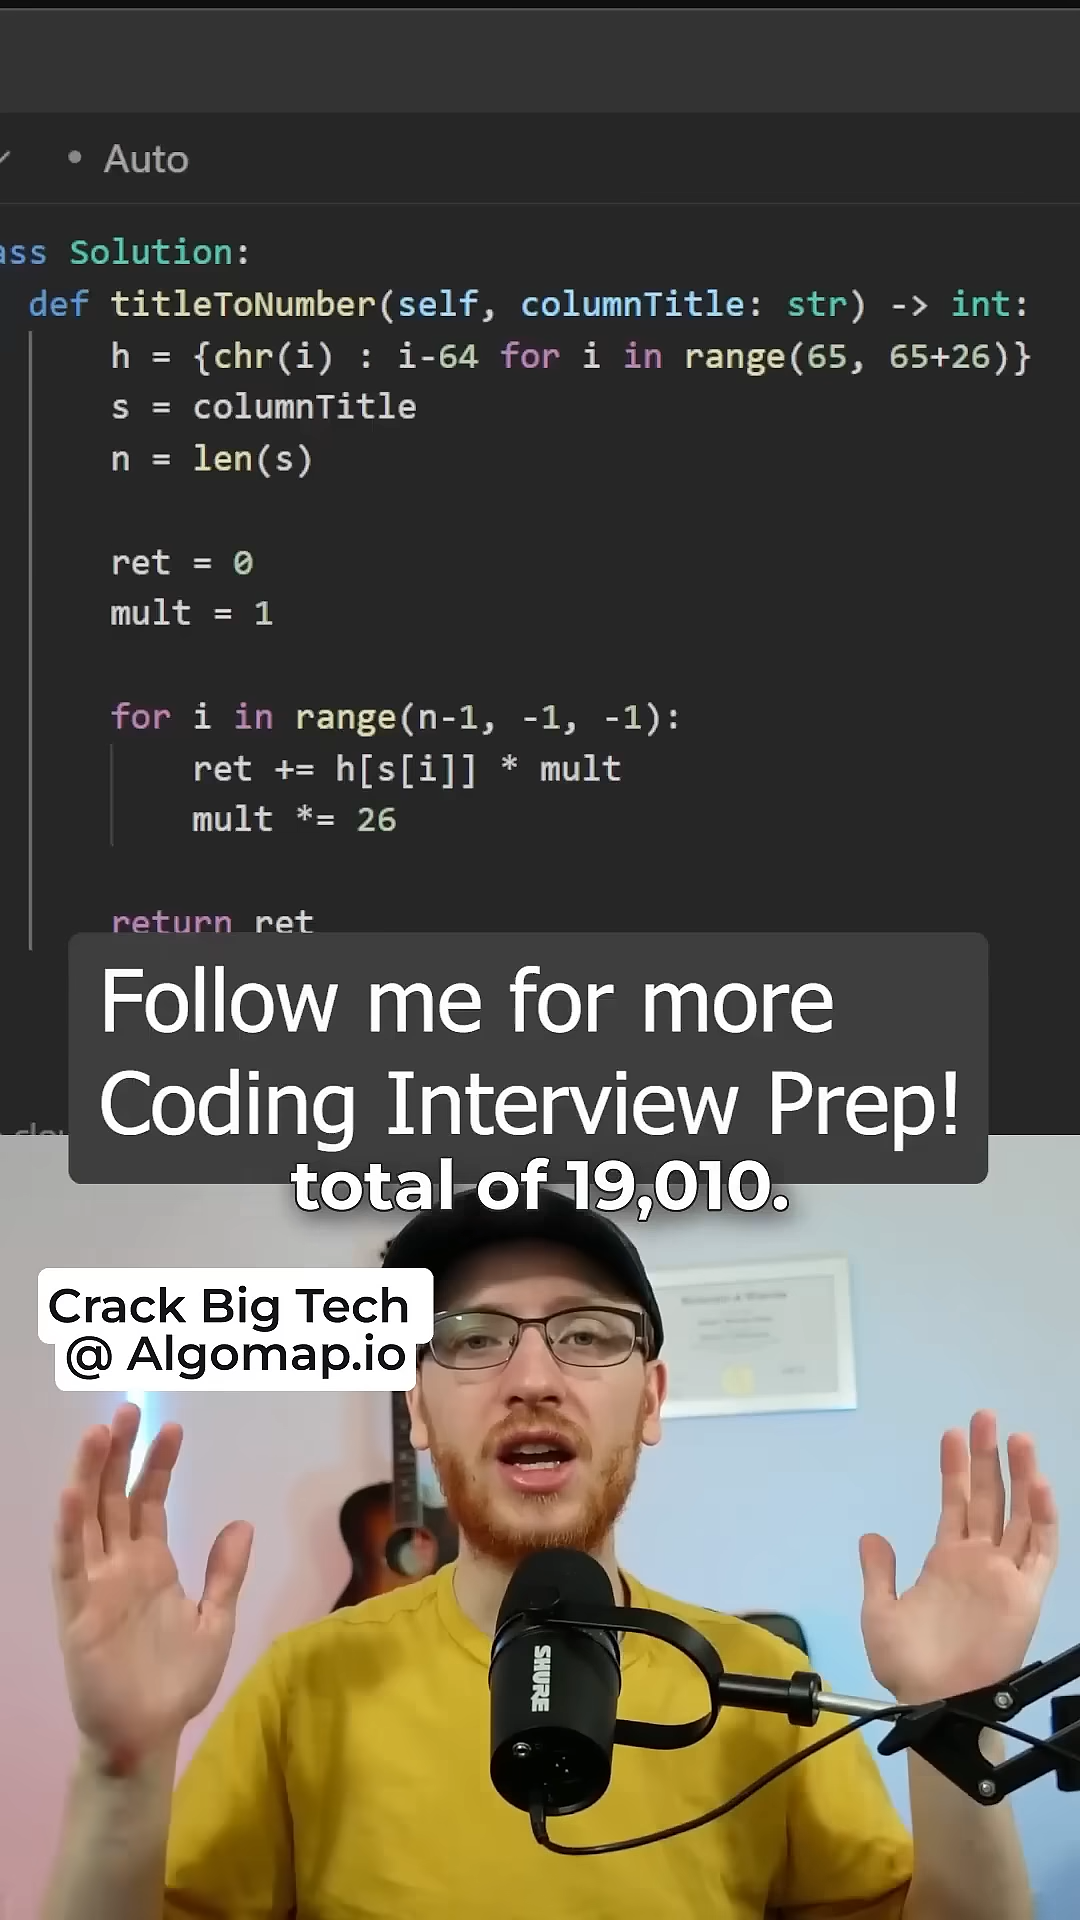 Auto
ass Solution:
def titleToNumber(self, columnTitle: str) -> int:
h = {chr(i) : i-64 for i in range(65, 65+26)}
s = columnTitle
n = len(s)
ret = 0
mult = 1
for i in range(n-1, -1, -1):
ret += h[s[i]] * mult
mult *= 26
return ret
Follow me for more
Coding Interview Prep!
total of 19,010.
Crack Big Tech
@ Algomap.io
SHURE